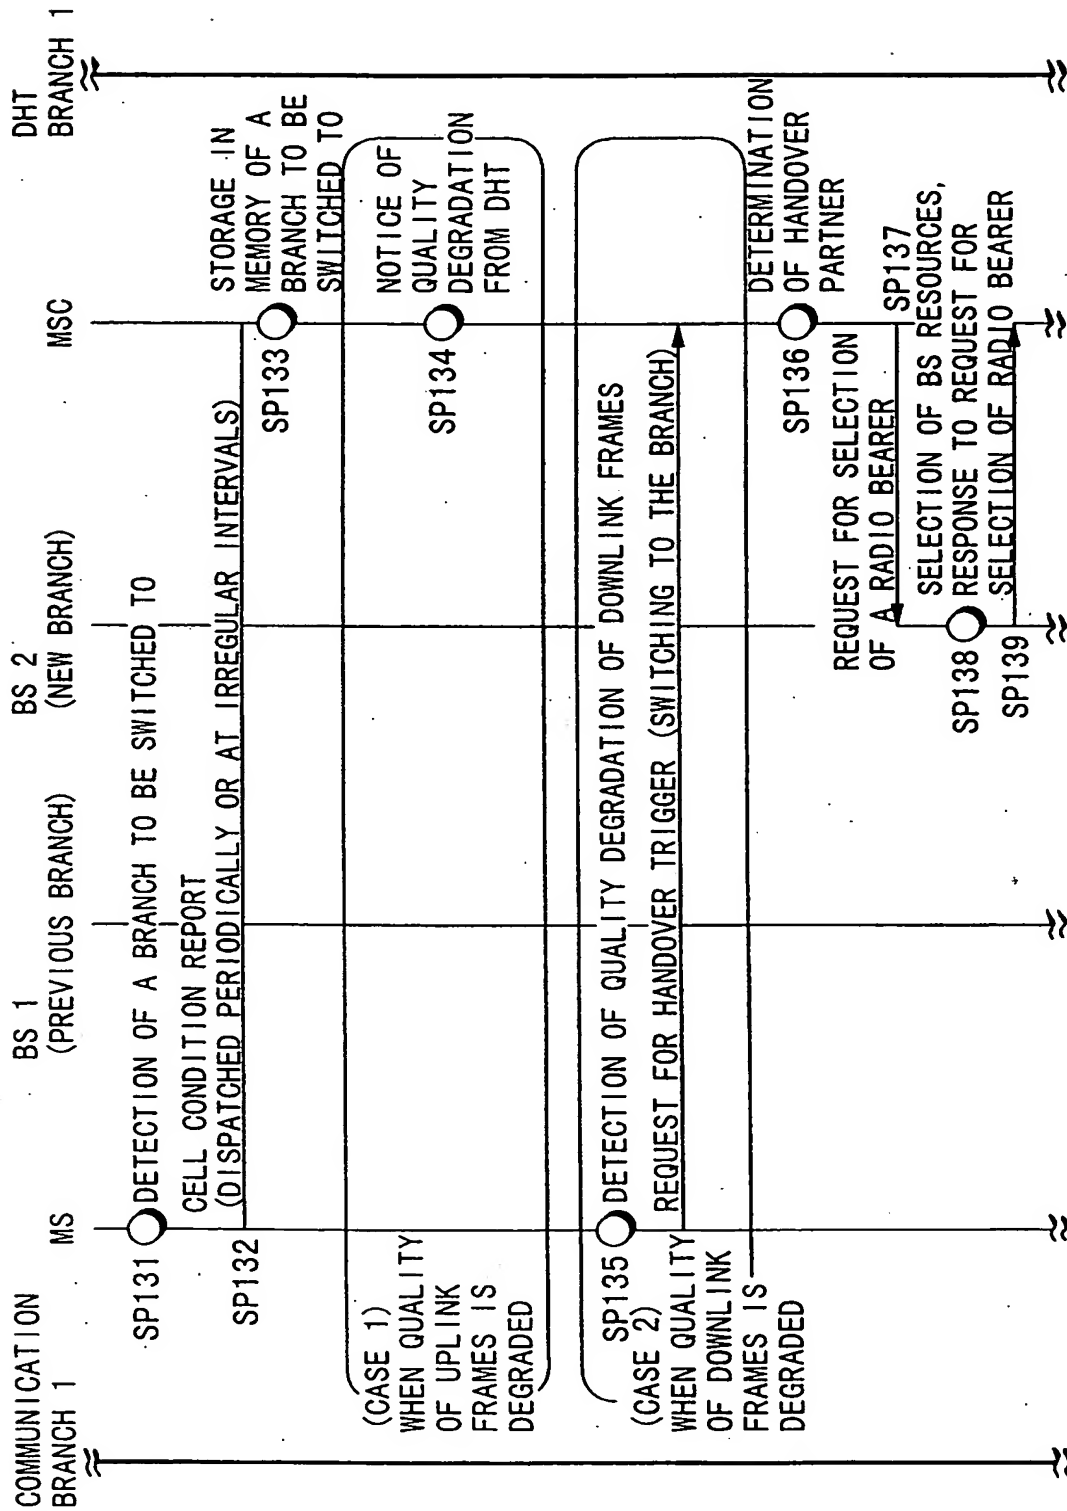 COMMUNICATION
BRANCH 1
MS
BS 1
(PREVIOUS BRANCH)
BS 2
(NEW BRANCH)
MSC
DHT
BRANCH 1
SP131
DETECTION OF A BRANCH TO BE SWITCHED TO
CELL CONDITION REPORT
(DISPATCHED PERIODICALLY OR AT IRREGULAR INTERVALS)
SP132
SP133
STORAGE IN
MEMORY OF A
BRANCH TO BE
SWITCHED TO
(CASE 1)
WHEN QUALITY
OF UPLINK
FRAMES IS
DEGRADED
SP134
NOTICE OF
QUALITY
DEGRADATION
FROM DHT
SP135
DETECTION OF QUALITY DEGRADATION OF DOWNLINK FRAMES
(CASE 2)
WHEN QUALITY
OF DOWNLINK
FRAMES IS
DEGRADED
REQUEST FOR HANDOVER TRIGGER (SWITCHING TO THE BRANCH)
SP136
DETERMINATION
OF HANDOVER
PARTNER
REQUEST FOR SELECTION
OF A RADIO BEARER
SP137
SP138
SELECTION OF BS RESOURCES,
RESPONSE TO REQUEST FOR
SELECTION OF RADIO BEARER
SP139